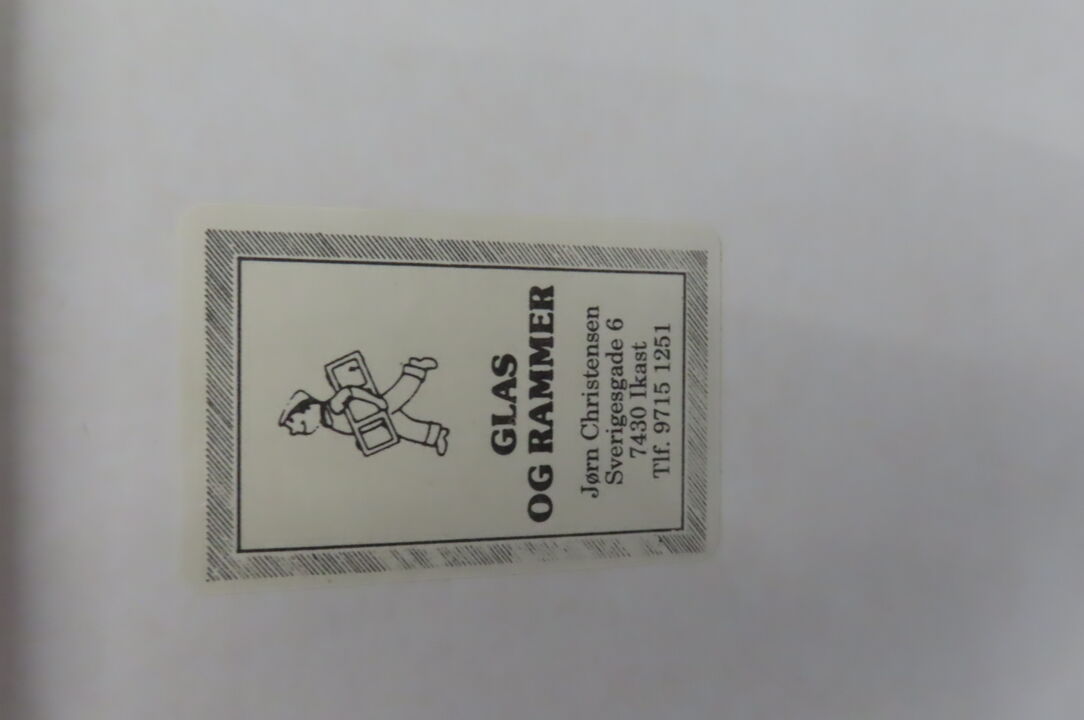 GLAS
OG RAMMER
Jørn Christensen
Sverigesgade 6
7430 Ikast
Tlf. 9715 1251